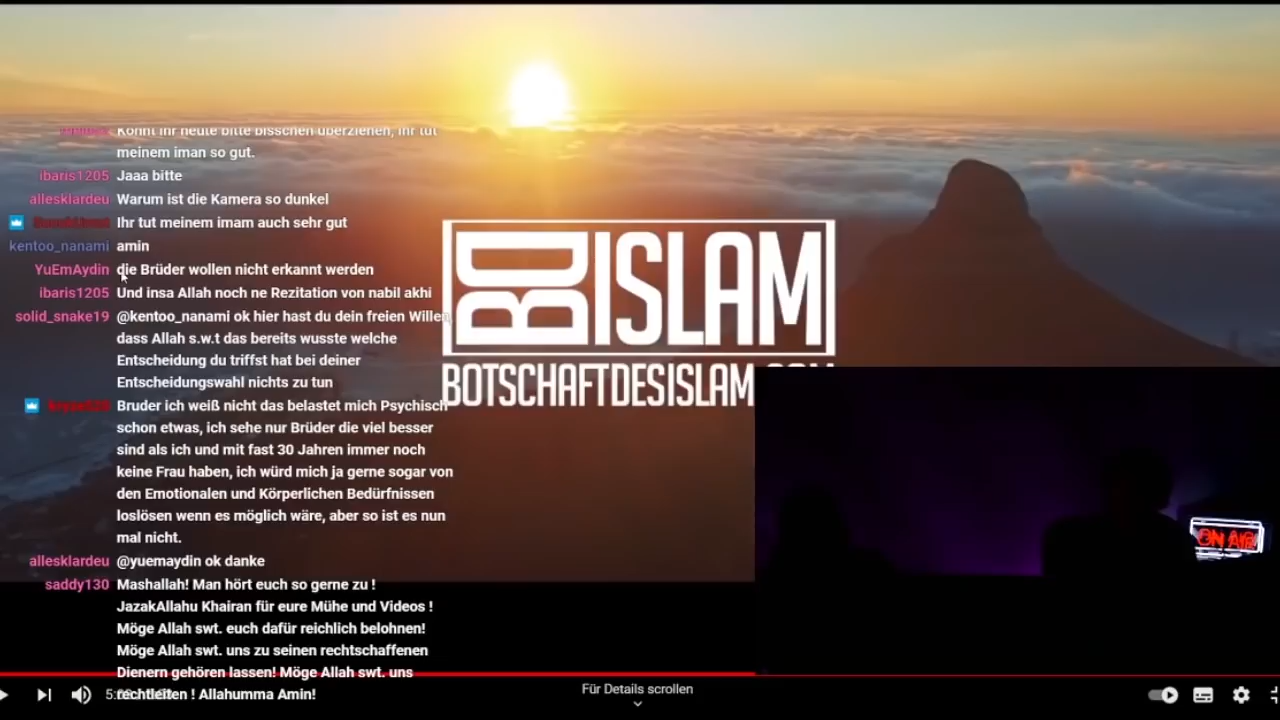 Könnt ihr heute bitte bisschen überziehen, ihr tut
meinem iman so gut.
ibaris1205 Jaaa bitte
allesklardeu Warum ist die Kamera so dunkel
Ihr tut meinem imam auch sehr gut
kentoo_nanami amin
YuEmAydin die Brüder wollen nicht erkannt werden
ibaris1205 Und insa Allah noch ne Rezitation von nabil akhi
solid_snake19 @kentoo_nanami ok hier hast du dein freien Willen,
dass Allah s.w.t das bereits wusste welche
Entscheidung du triffst hat bei deiner
Entscheidungswahl nichts zu tun
Bruder ich weiß nicht das belastet mich Psychisch
schon etwas, ich sehe nur Brüder die viel besser
sind als ich und mit fast 30 Jahren immer noch
keine Frau haben, ich würd mich ja gerne sogar von
den Emotionalen und Körperlichen Bedürfnissen
loslösen wenn es möglich wäre, aber so ist es nun
mal nicht.
allesklardeu @yuemaydin ok danke
saddy130 Mashallah! Man hört euch so gerne zu !
JazakAllahu Khairan für eure Mühe und Videos !
Möge Allah swt. euch dafür reichlich belohnen!
Möge Allah swt. uns zu seinen rechtschaffenen
Dienern gehören lassen! Möge Allah swt. uns
rechtleiten ! Allahumma Amin!
BD ISLAM
BOTSCHAFTDESISLAM.COM
ON AIR
Für Details scrollen